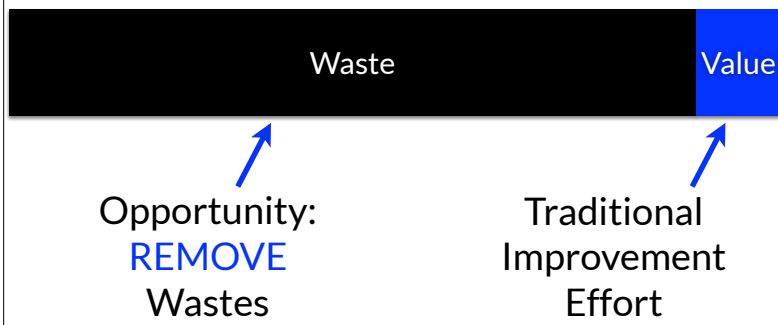 Waste
Value
Opportunity:
REMOVE
Wastes
Traditional
Improvement
Effort